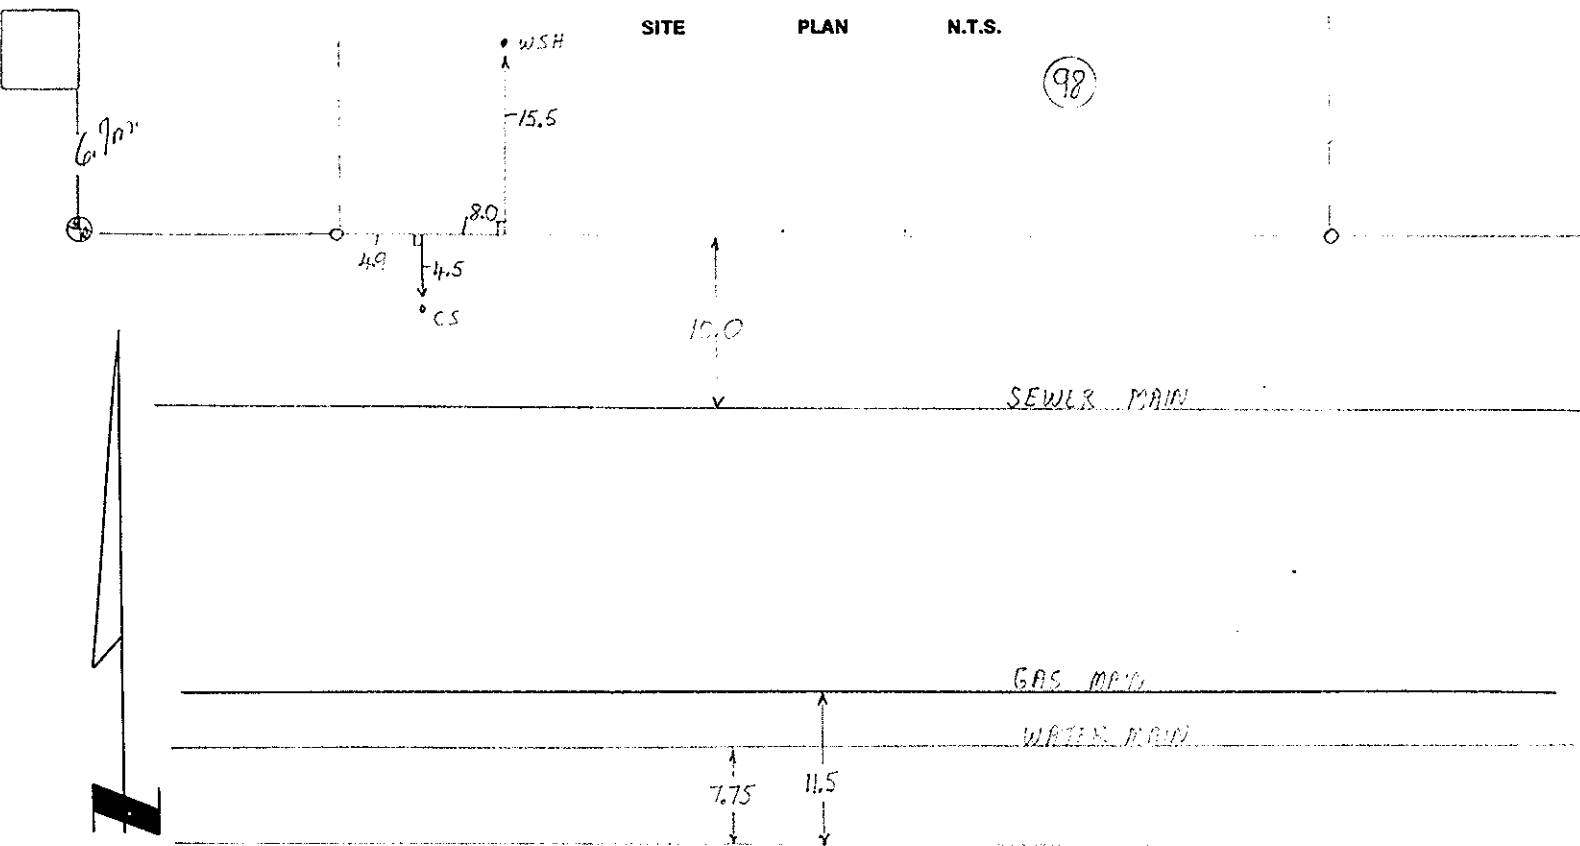 SITE PLAN N.T.S.
WSH
98
15.5
6.7m
8.0
4.9
4.5
CS
10.0
SEWER MAIN
GAS MAIN
WATER MAIN
7.75
11.5